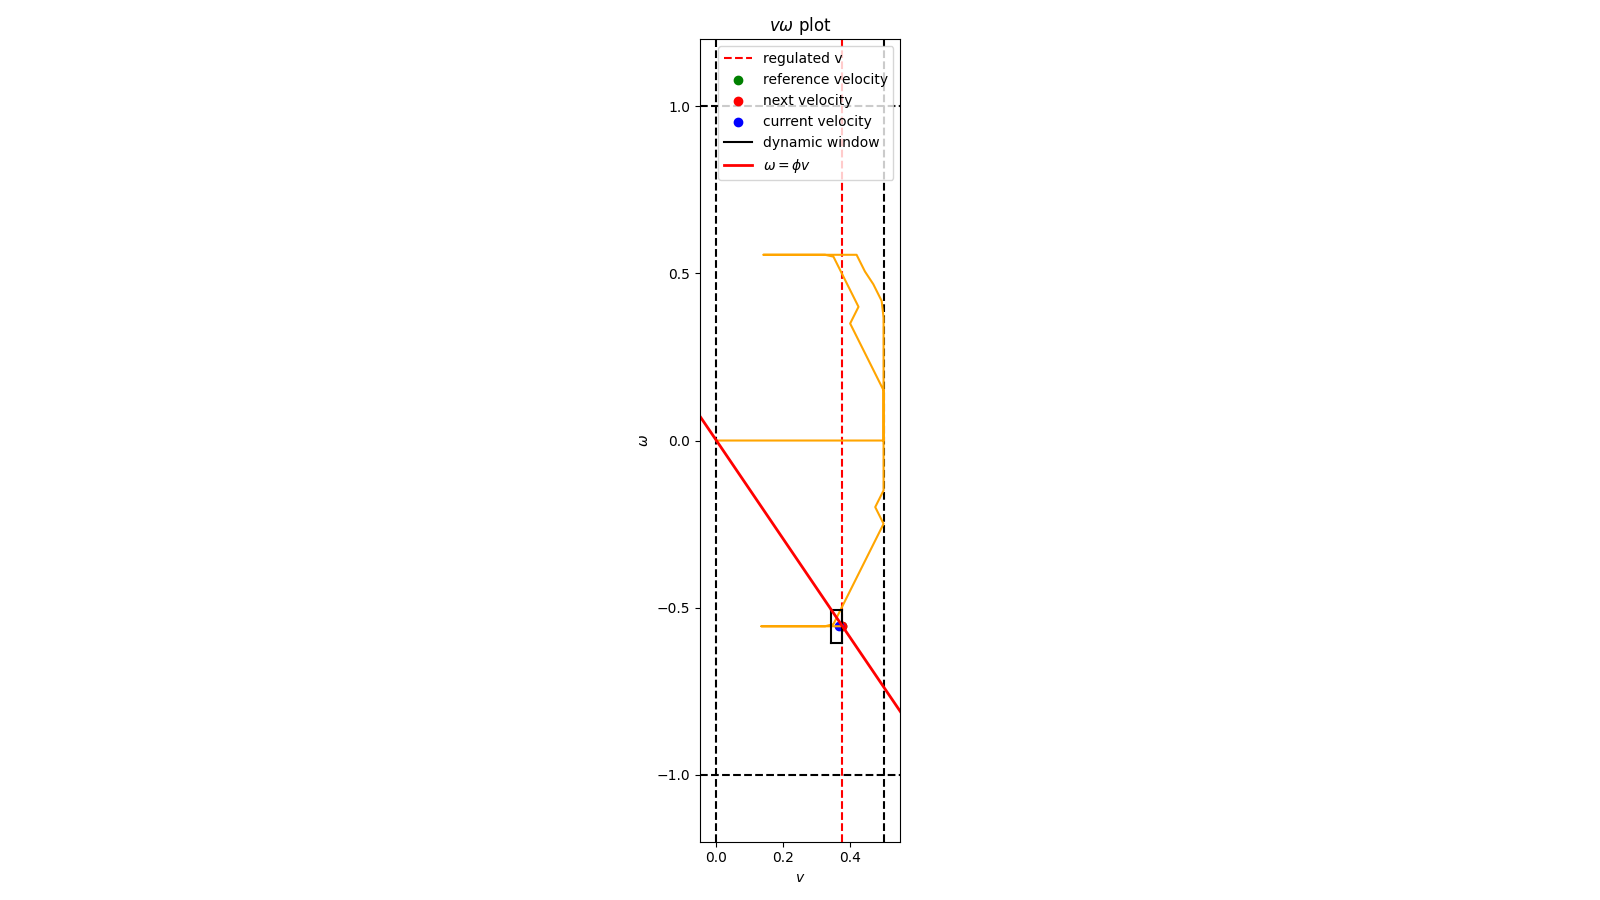 vω plot
regulated v
reference velocity
next velocity
current velocity
dynamic window
ω = ϕv
1.0
0.5
0.0
−0.5
−1.0
ω
0.0 0.2 0.4
v